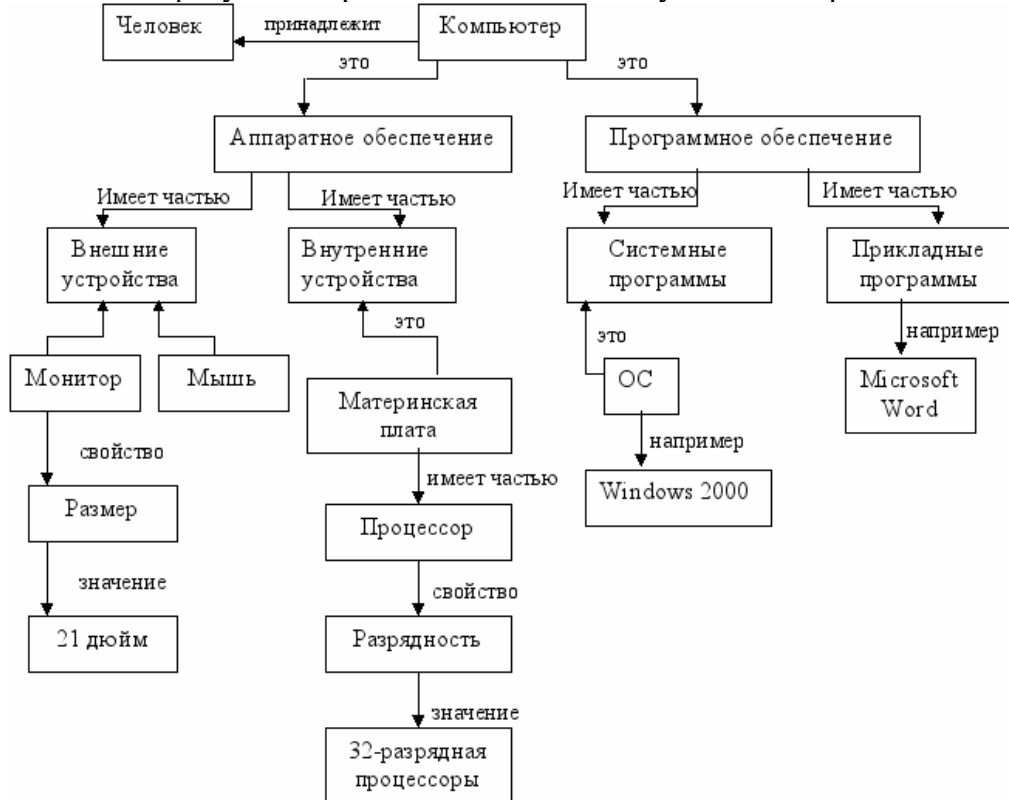 Человек
принадлежит
Компьютер
это
это
Аппаратное обеспечение
Программное обеспечение
Имеет частью
Имеет частью
Имеет частью
Имеет частью
Внешние
устройства
Внутренние
устройства
Системные
программы
Прикладные
программы
это
это
например
Монитор
Мышь
ОС
Microsoft
Word
Материнская
плата
например
свойство
имеет частью
Windows 2000
Размер
Процессор
значение
свойство
21 дюйм
Разрядность
значение
32-разрядная
процессоры